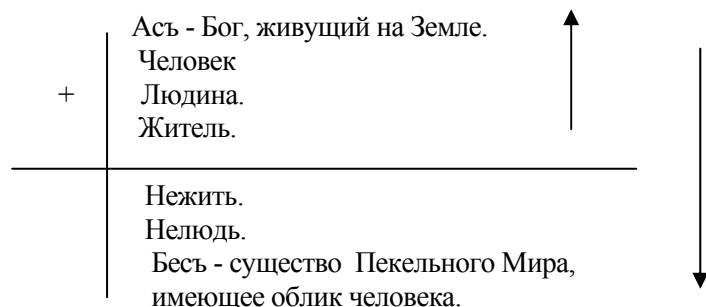 Асъ - Бог, живущий на Земле.
Человек
+ Людина.
Житель.
Нежить.
Нелюдь.
Бесъ - существо Пекельного Мира,
имеющее облик человека.